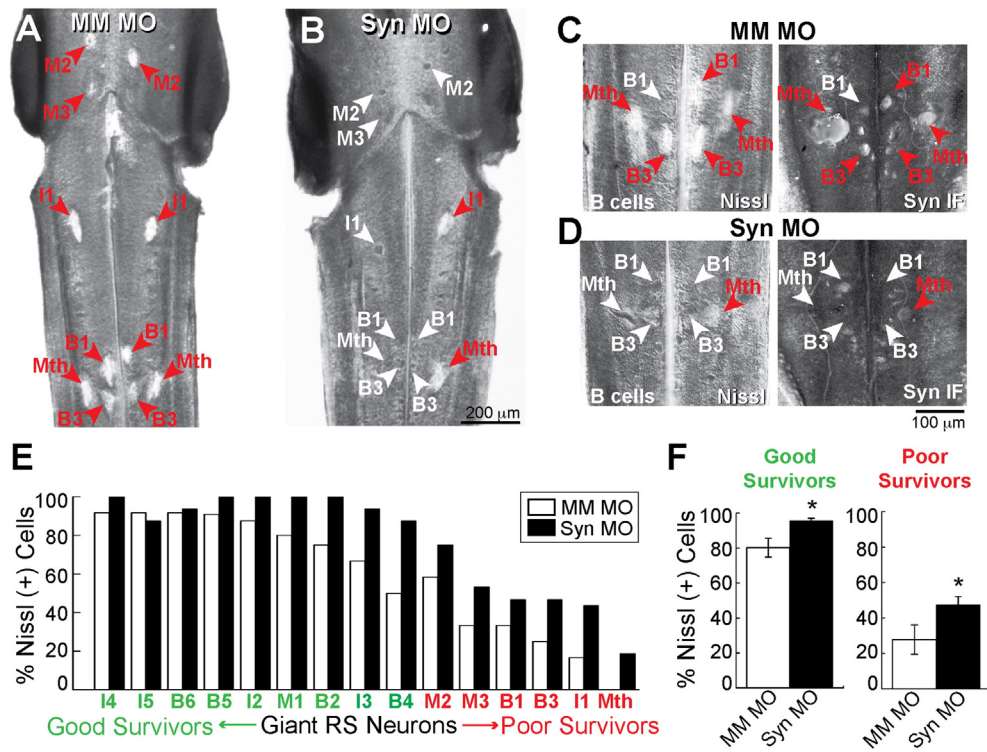 A
MM MO
M2
M2
M3
I1
I1
B1
B1
Mth
Mth
B3
B3
B
Syn MO
M2
M2
M3
I1
I1
B1
B1
Mth
Mth
B3
B3
200 μm
C
MM MO
B1
B1
Mth
Mth
B3
B3
B cells
Nissl
B1
B1
Mth
Mth
B3
B3
Syn IF
D
Syn MO
B1
B1
Mth
Mth
B3
B3
B cells
Nissl
B1
B1
Mth
Mth
B3
B3
Syn IF
100 μm
E
% Nissl (+) Cells
100
80
60
40
20
0
MM MO
Syn MO
I4 I5 B6 B5 I2 M1 B2 I3 B4 M2 M3 B1 B3 I1 Mth
Good Survivors ← Giant RS Neurons → Poor Survivors
F
Good Survivors
% Nissl (+) Cells
100
80
60
40
20
0
*
MM MO
Syn MO
Poor Survivors
100
80
60
40
20
0
*
MM MO
Syn MO